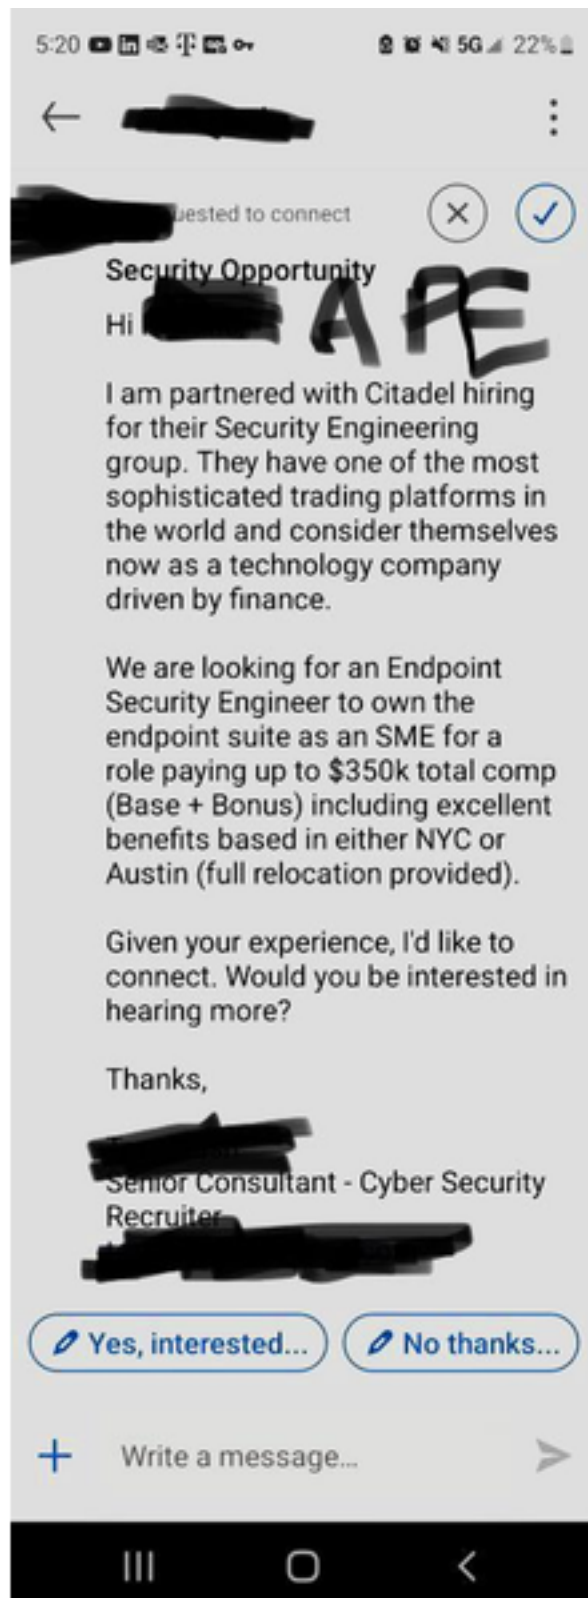 5:20 5G 22%
uested to connect
Security Opportunity
Hi APE
I am partnered with Citadel hiring
for their Security Engineering
group. They have one of the most
sophisticated trading platforms in
the world and consider themselves
now as a technology company
driven by finance.
We are looking for an Endpoint
Security Engineer to own the
endpoint suite as an SME for a
role paying up to $350k total comp
(Base + Bonus) including excellent
benefits based in either NYC or
Austin (full relocation provided).
Given your experience, I'd like to
connect. Would you be interested in
hearing more?
Thanks,
Senior Consultant - Cyber Security
Recruiter
Yes, interested... No thanks...
Write a message...